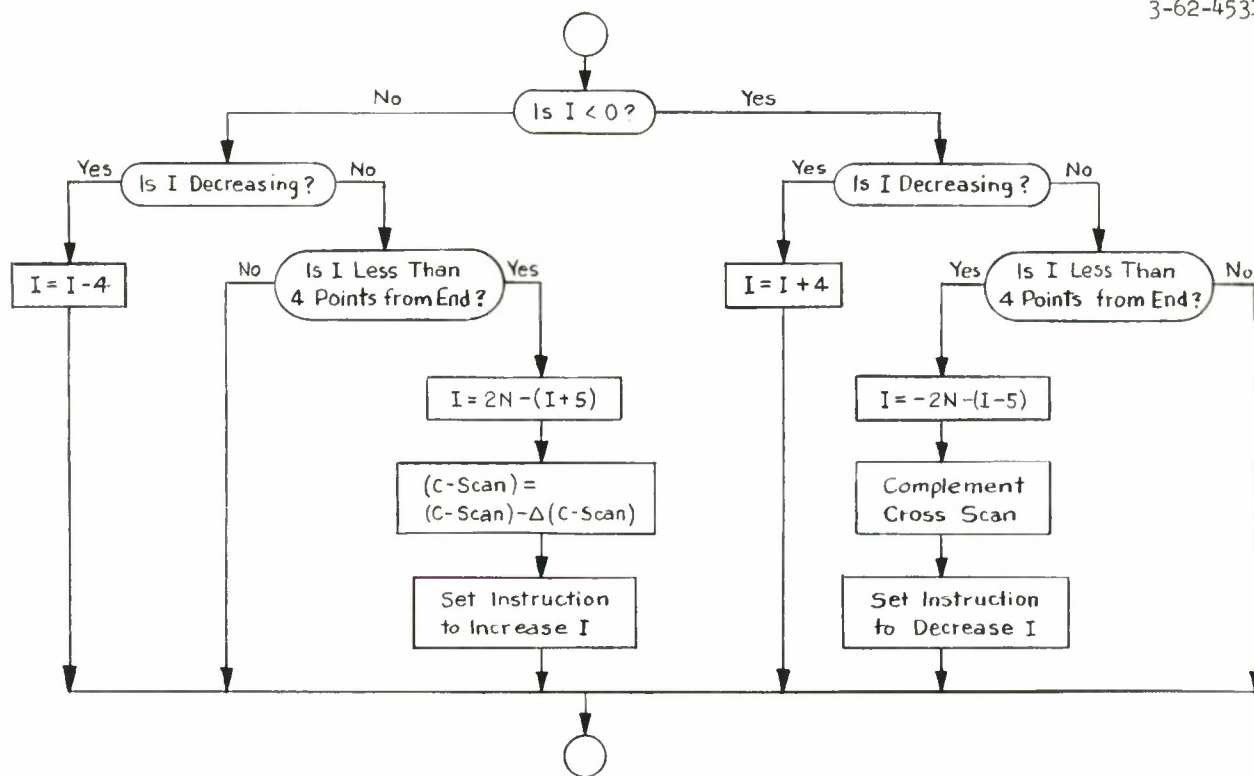 3-62-453
No
Is I < 0?
Yes
Yes
Is I Decreasing?
No
Yes
Is I Decreasing?
No
I = I - 4
No
Is I Less Than
4 Points from End?
Yes
I = I + 4
Yes
Is I Less Than
4 Points from End?
No
I = 2N - (I + 5)
I = -2N - (I - 5)
(C-Scan) =
(C-Scan) - Δ (C-Scan)
Complement
Cross Scan
Set Instruction
to Increase I
Set Instruction
to Decrease I